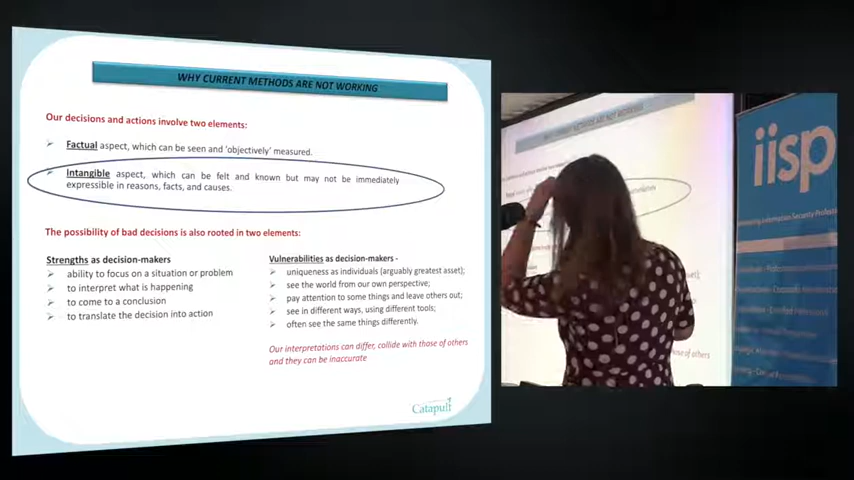 WHY CURRENT METHODS ARE NOT WORKING
Our decisions and actions involve two elements:
Factual aspect, which can be seen and 'objectively' measured.
Intangible aspect, which can be felt and known but may not be immediately
expressible in reasons, facts, and causes.
The possibility of bad decisions is also rooted in two elements:
Strengths as decision-makers
ability to focus on a situation or problem
to interpret what is happening
to come to a conclusion
to translate the decision into action
Vulnerabilities as decision-makers -
uniqueness as individuals (arguably greatest asset);
see the world from our own perspective;
pay attention to some things and leave others out;
see in different ways, using different tools;
often see the same things differently.
Our interpretations can differ, collide with those of others
and they can be inaccurate
Catapult
iisp
Information Security